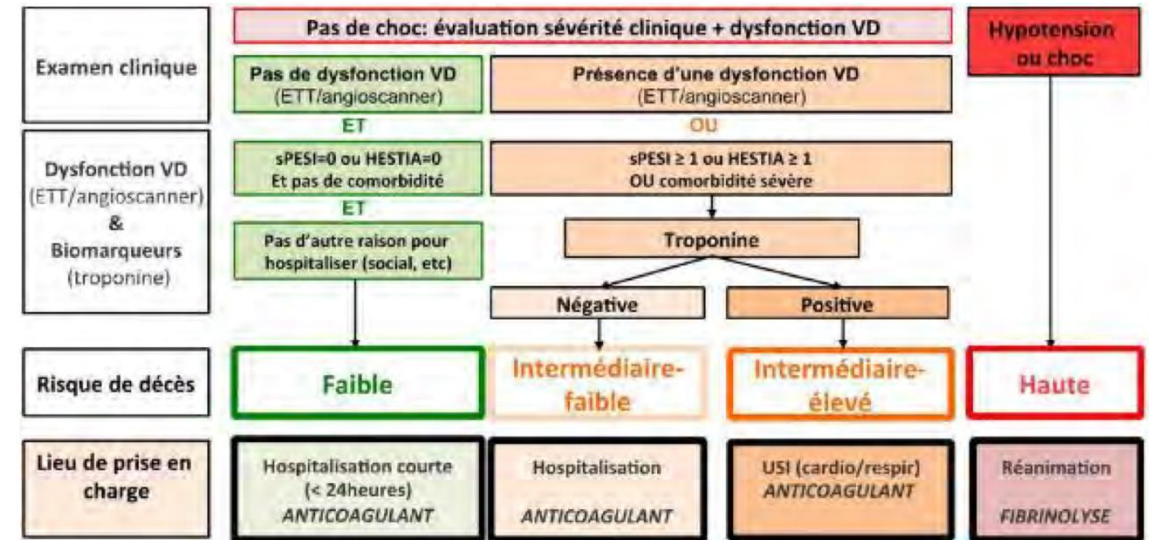 Examen clinique
Pas de choc: évaluation sévérité clinique + dysfonction VD
Hypotension
ou choc
Pas de dysfonction VD
(ETT/angioscanner)
Présence d'une dysfonction VD
(ETT/angioscanner)
ET
OU
Dysfonction VD
(ETT/angioscanner)
&
Biomarqueurs
(troponine)
sPESI=0 ou HESTIA=0
Et pas de comorbidité
sPESI ≥ 1 ou HESTIA ≥ 1
OU comorbidité sévère
ET
Pas d'autre raison pour
hospitaliser (social, etc)
Troponine
Négative
Positive
Risque de décès
Faible
Intermédiaire-
faible
Intermédiaire-
élevé
Haute
Lieu de prise en
charge
Hospitalisation courte
(< 24heures)
ANTICOAGULANT
Hospitalisation
ANTICOAGULANT
USI (cardio/respir)
ANTICOAGULANT
Réanimation
FIBRINOLYSE